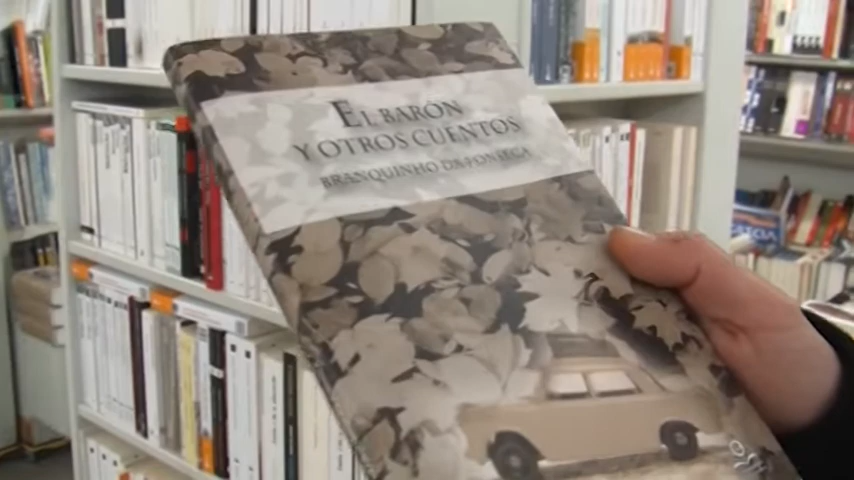 EL BARÓN
Y OTROS CUENTOS
BRANQUINHO DA FONSECA